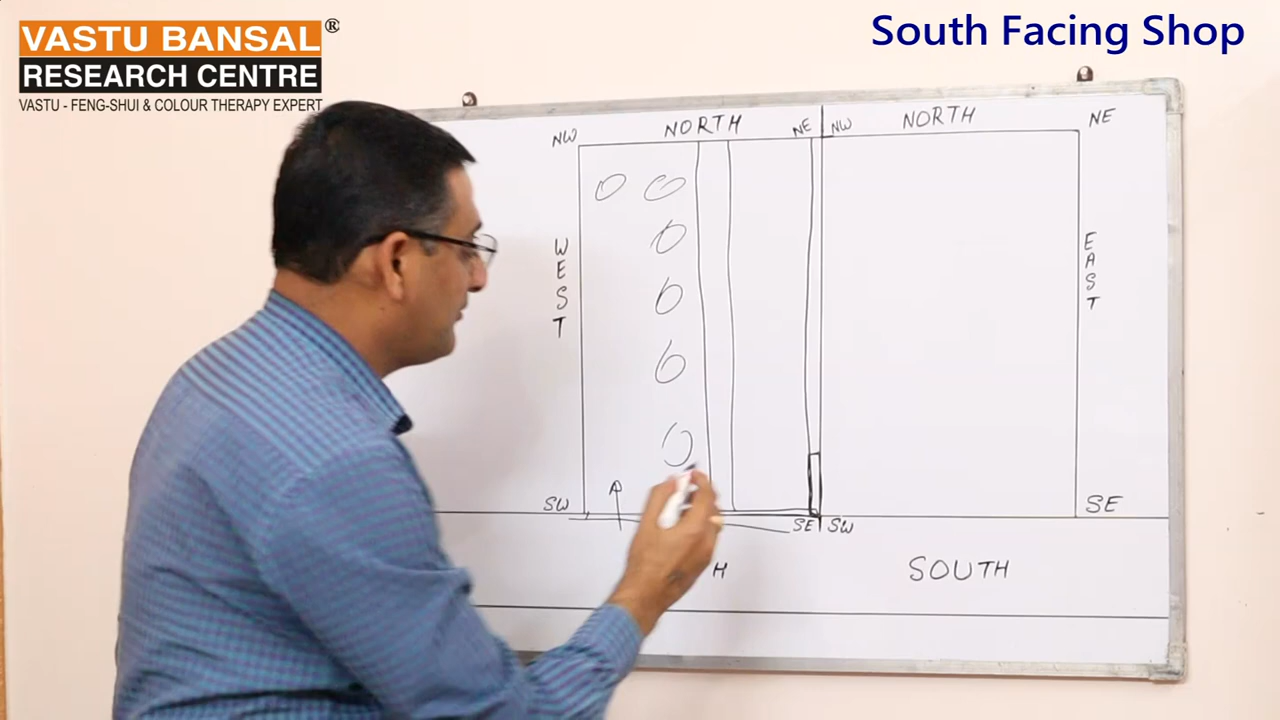 VASTU BANSAL®
RESEARCH CENTRE
VASTU - FENG-SHUI & COLOUR THERAPY EXPERT
South Facing Shop
NW NORTH NE NW NORTH NE
WEST
EAST
A
SW SE SW SE
H SOUTH